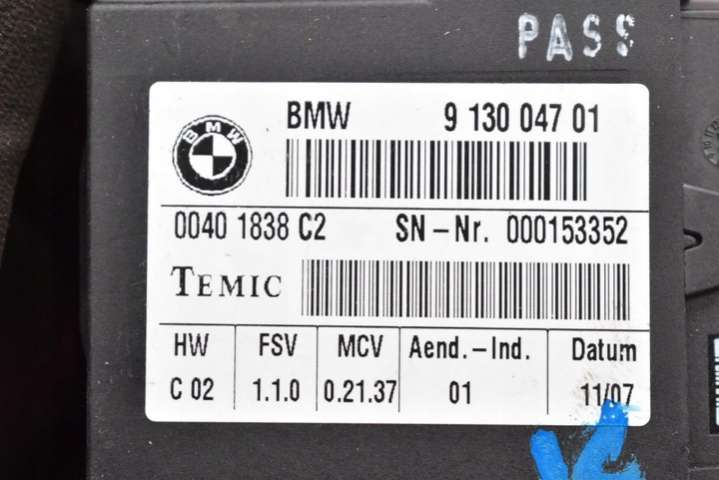 PASS
BMW 9 130 047 01
BMW
0040 1838 C2 SN-Nr. 000153352
TEMIC
HW FSV MCV Aend.-Ind. Datum
C 02 1.1.0 0.21.37 01 11/07